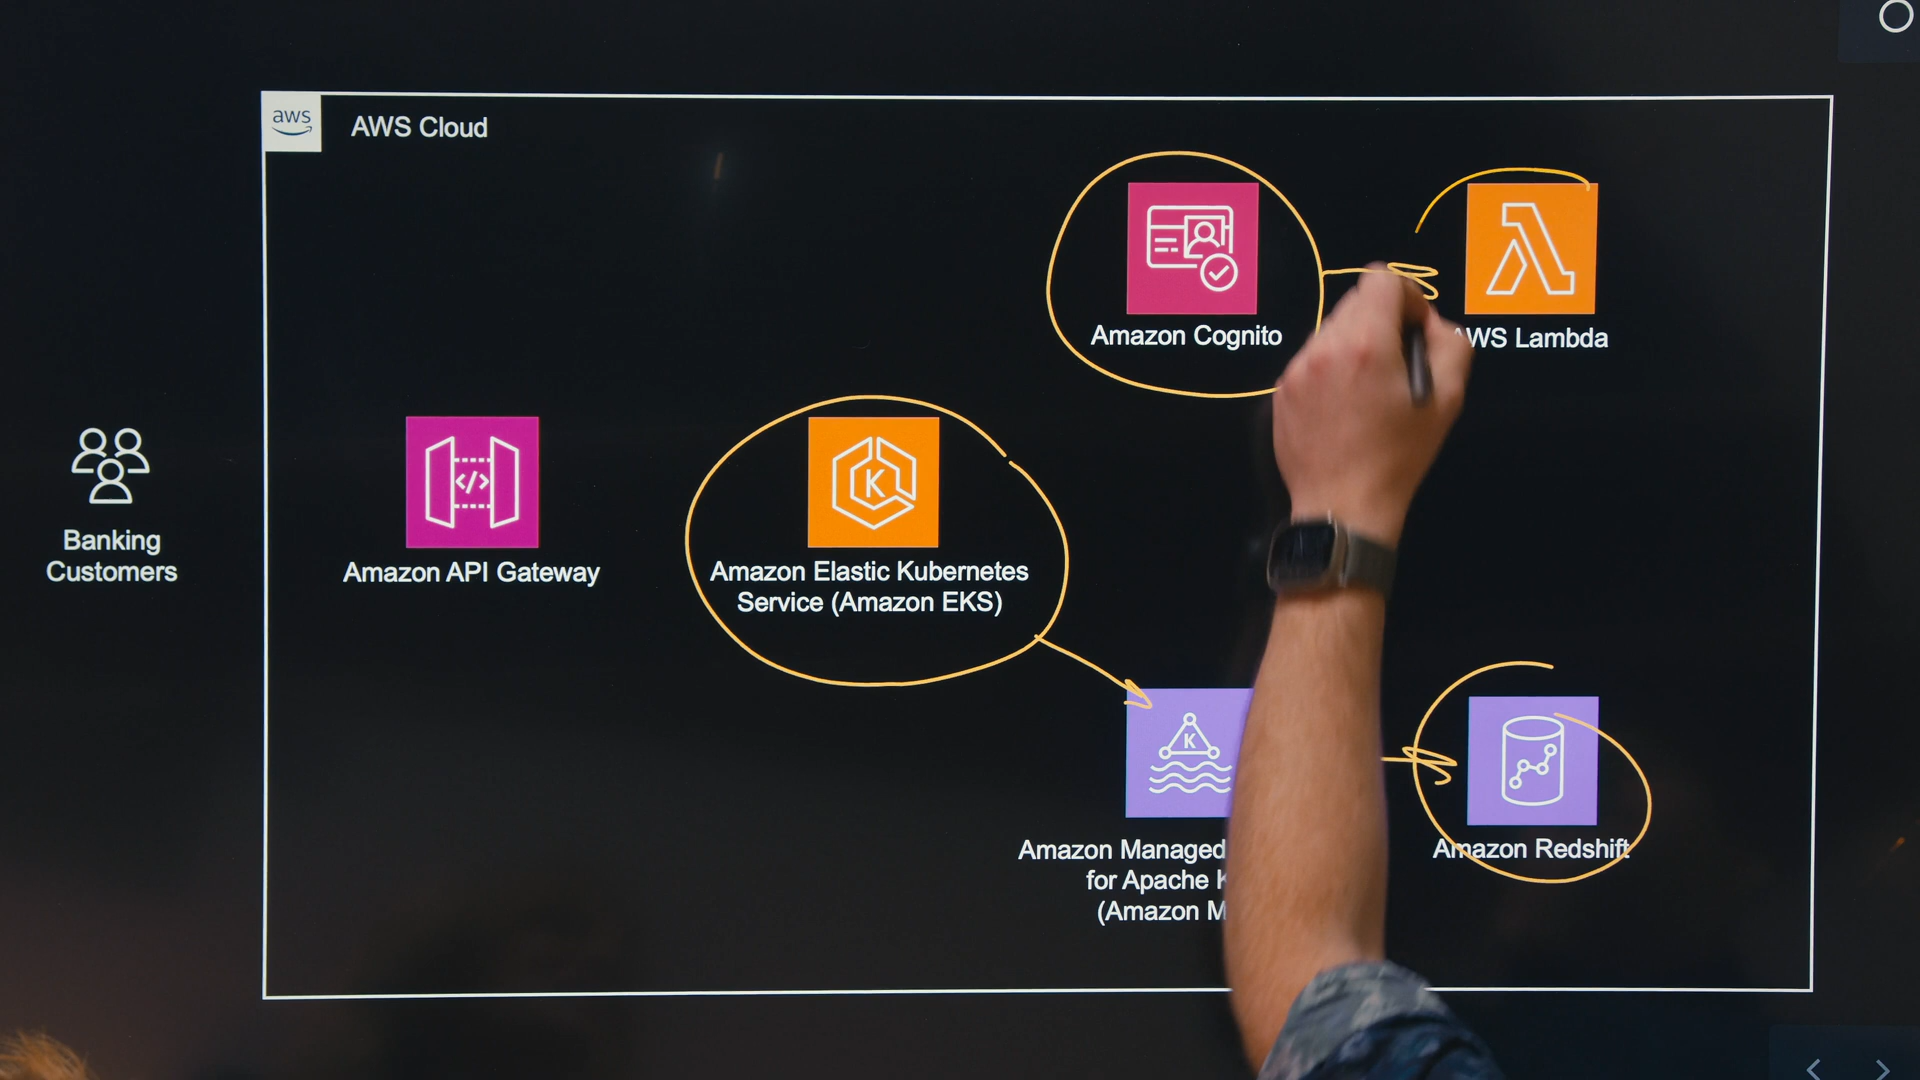 aws
AWS Cloud
Amazon Cognito
AWS Lambda
Banking
Customers
Amazon API Gateway
</>
K
Amazon Elastic Kubernetes
Service (Amazon EKS)
K
Amazon Managed
for Apache
(Amazon
Amazon Redshift